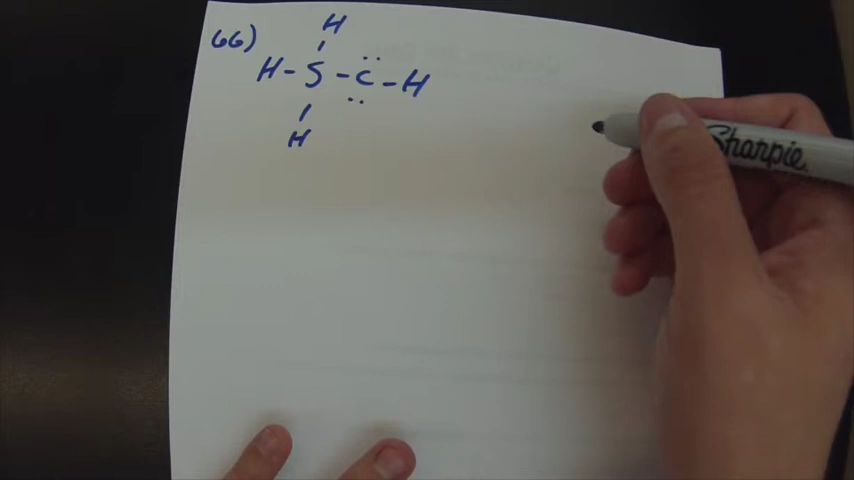 66)
H
H - S - C - H
H
Sharpie